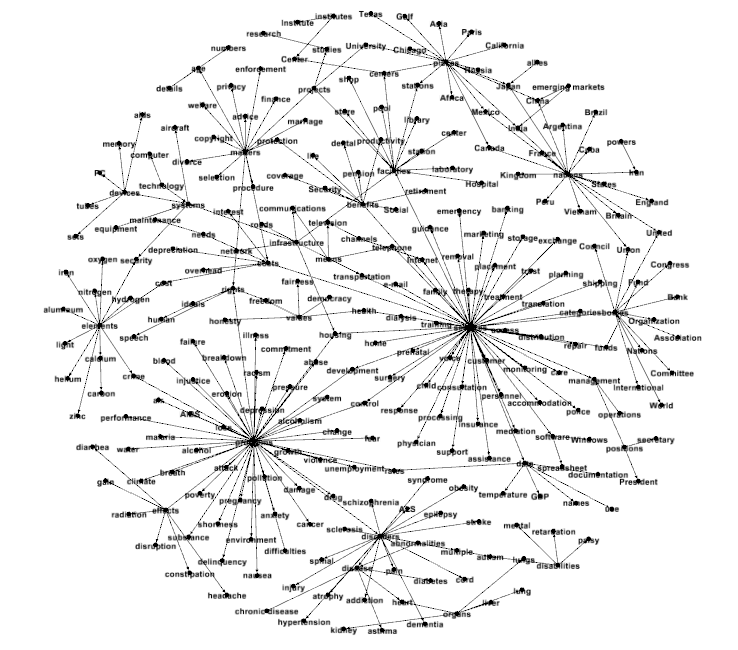 institutes Texas Golf
Institute Asia
research Paris
numbers studies University Chicago California
Center places Russia allies
age enforcement centers
details privacy projects shop stations Japan emerging markets
welfare finance Africa China
advice store pool Mexico Brazil
arts aircraft marriage library India Argentina
memory copyright protection dental productivity center Canada Cuba powers
computer divorce matters life station France
PC selection coverage pension facilities laboratory Kingdom nations Iran
devices technology procedure Security retirement Hospital States
tubes systems benefits Social Peru England
sets maintenance interest communications emergency banking Vietnam Britain
equipment needs roads television guidance marketing storage exchange United
depreciation network infrastructure channels telephone Council Union
oxygen security costs means Internet removal placement trust planning Congress
iron overhead transportation e-mail
nitrogen cost rights fairness family therapy treatment shipping Fund
hydrogen ideals freedom democracy translation Bank
aluminum human values health dialysis categories bodies Organization
elements honesty training access
light speech failure illness housing home distribution Association
calcium blood breakdown commitment prenatal voice customer repair funds Nations
helium crime injustice racism abuse development surgery monitoring care management Committee
carbon erosion pressure child consultation personnel International
zinc performance AIDS depression system control response accommodation police operations World
loss alcoholism processing insurance
malaria problems change fear mediation software Windows secretary
diarrhea water alcohol growth physician support positions
attack violence unemployment rates assistance data spreadsheet documentation President
gain climate breath pollution damage syndrome
poverty pregnancy drug schizophrenia obesity temperature GDP names
radiation effects anxiety cancer ALS epilepsy
shortness sclerosis stroke mental
disruption substance environment disorders abnormalities retardation palsy
difficulties spinal multiple autism lungs
constipation delinquency nausea disease pain diabetes cord disabilities
headache injury atrophy addiction heart liver lung
chronic disease organs
hypertension kidney asthma dementia